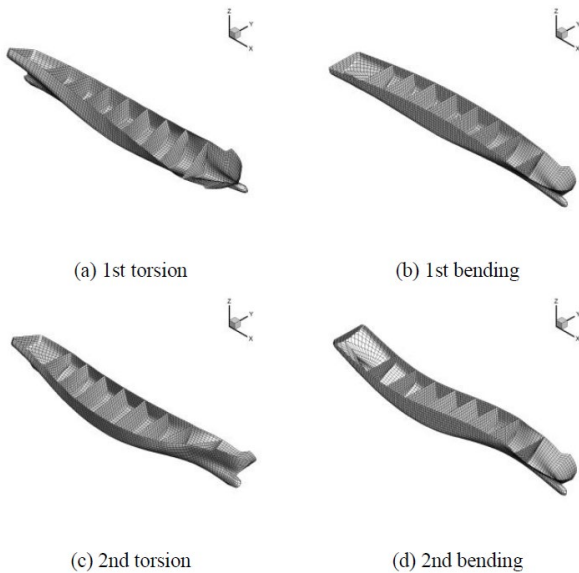 Z
Y
X
Z
Y
X
(a) 1st torsion
(b) 1st bending
Z
Y
X
Z
Y
X
(c) 2nd torsion
(d) 2nd bending